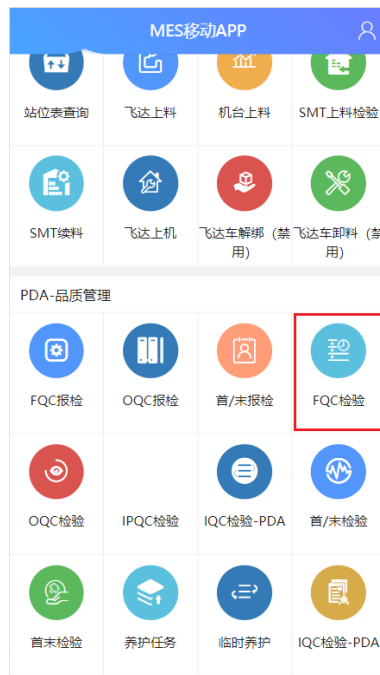 MES移动APP
站位表查询 飞达上料 机台上料 SMT上料检验
SMT续料 飞达上机 飞达车解绑（禁用） 飞达车卸料（禁用）
PDA-品质管理
FQC报检 OQC报检 首/末报检 FQC检验
OQC检验 IPQC检验 IQC检验-PDA 首/末检验
首末检验 养护任务 临时养护 IQC检验-PDA